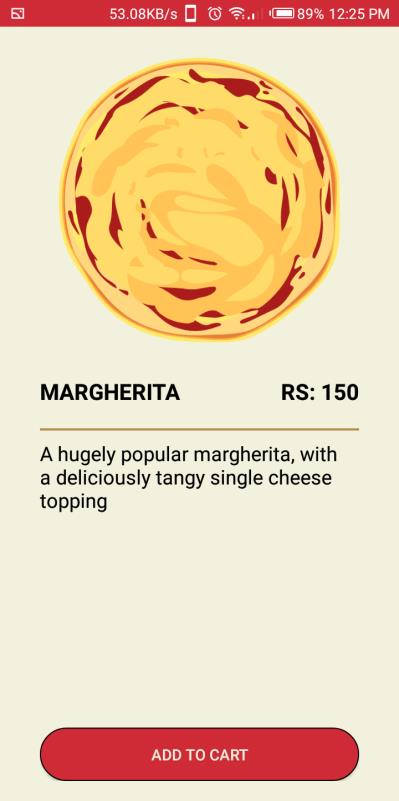 53.08KB/s 89% 12:25 PM
MARGHERITA RS: 150
A hugely popular margherita, with
a deliciously tangy single cheese
topping
ADD TO CART